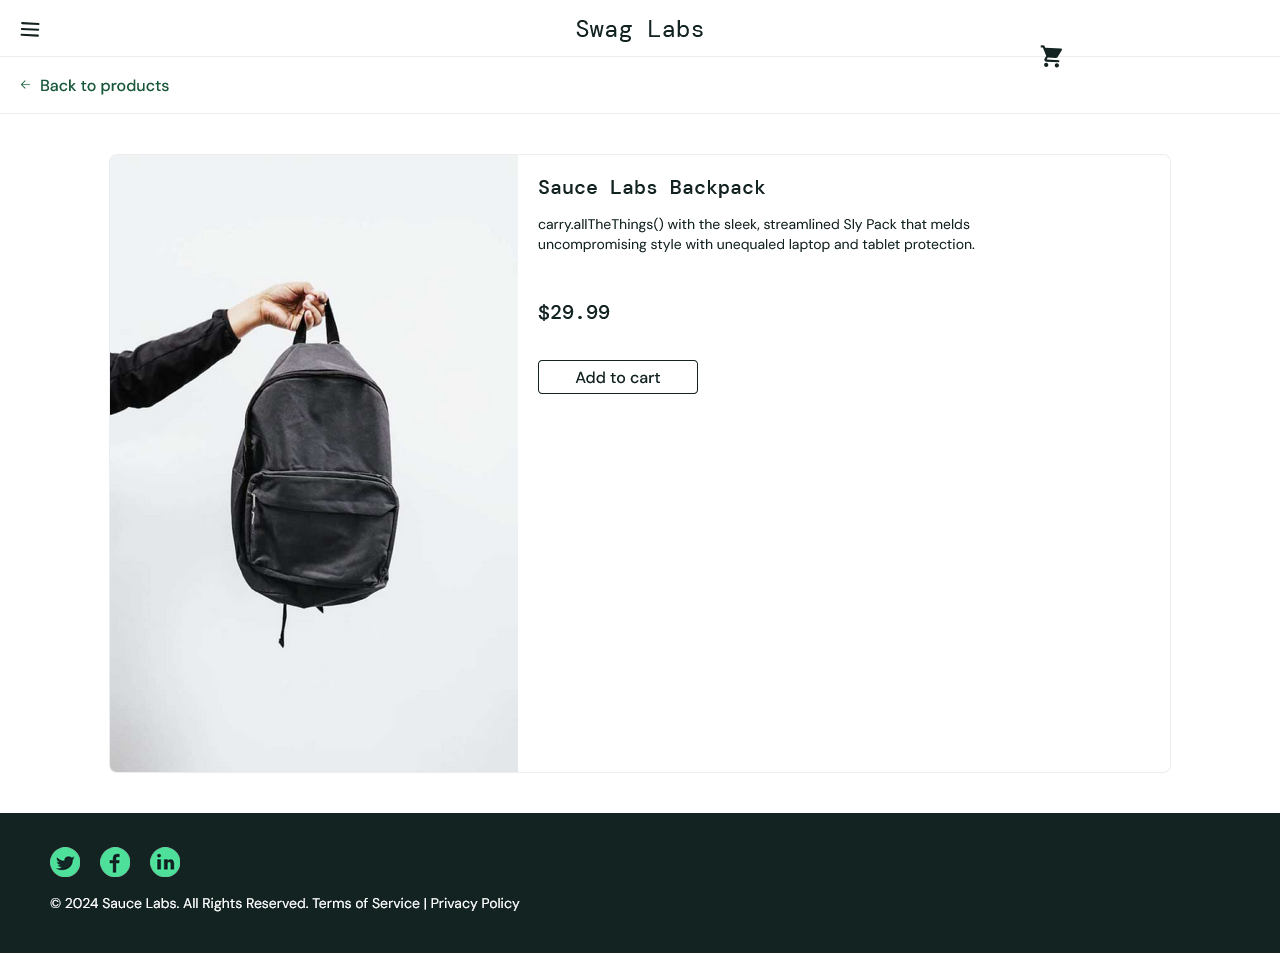 Swag Labs
Back to products
Sauce Labs Backpack
carry.allTheThings() with the sleek, streamlined Sly Pack that melds
uncompromising style with unequaled laptop and tablet protection.
$29.99
Add to cart
© 2024 Sauce Labs. All Rights Reserved. Terms of Service | Privacy Policy